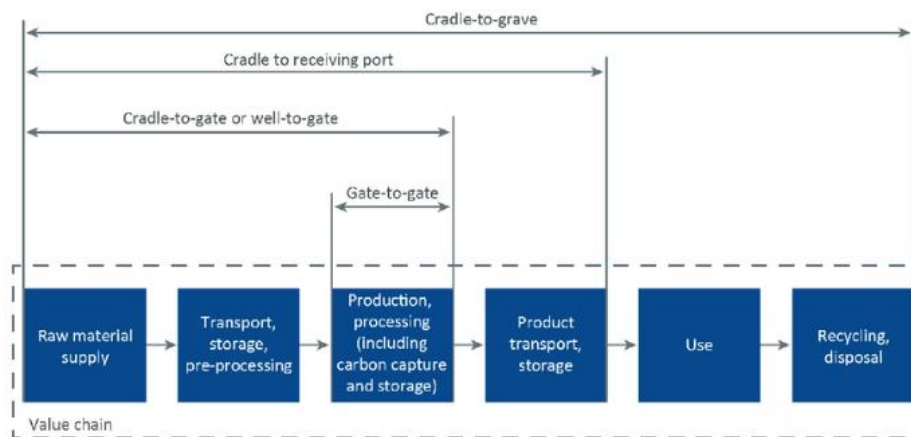 Cradle-to-grave
Cradle to receiving port
Cradle-to-gate or well-to-gate
Gate-to-gate
Raw material
supply
Transport,
storage,
pre-processing
Production,
processing
(including
carbon capture
and storage)
Product
transport,
storage
Use
Recycling,
disposal
Value chain